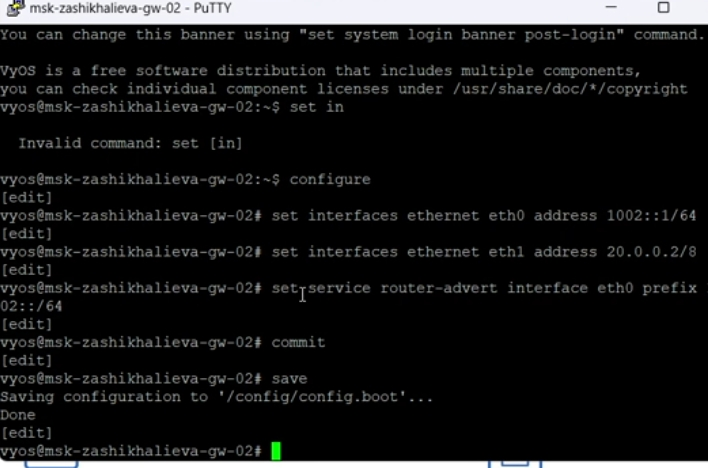 msk-zashikhalieva-gw-02 - PuTTY
You can change this banner using "set system login banner post-login" command.
VyOS is a free software distribution that includes multiple components,
you can check individual component licenses under /usr/share/doc/*/copyright
vyos@msk-zashikhalieva-gw-02:~$ set in
Invalid command: set [in]
vyos@msk-zashikhalieva-gw-02:~$ configure
[edit]
vyos@msk-zashikhalieva-gw-02# set interfaces ethernet eth0 address 1002::1/64
[edit]
vyos@msk-zashikhalieva-gw-02# set interfaces ethernet eth1 address 20.0.0.2/8
[edit]
vyos@msk-zashikhalieva-gw-02# set service router-advert interface eth0 prefix
02::/64
[edit]
vyos@msk-zashikhalieva-gw-02# commit
[edit]
vyos@msk-zashikhalieva-gw-02# save
Saving configuration to '/config/config.boot'...
Done
[edit]
vyos@msk-zashikhalieva-gw-02#